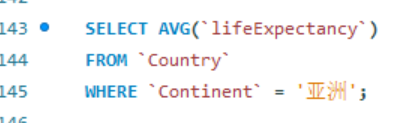 143 SELECT AVG(`lifeExpectancy`)
144 FROM `Country`
145 WHERE `Continent` = '亚洲';